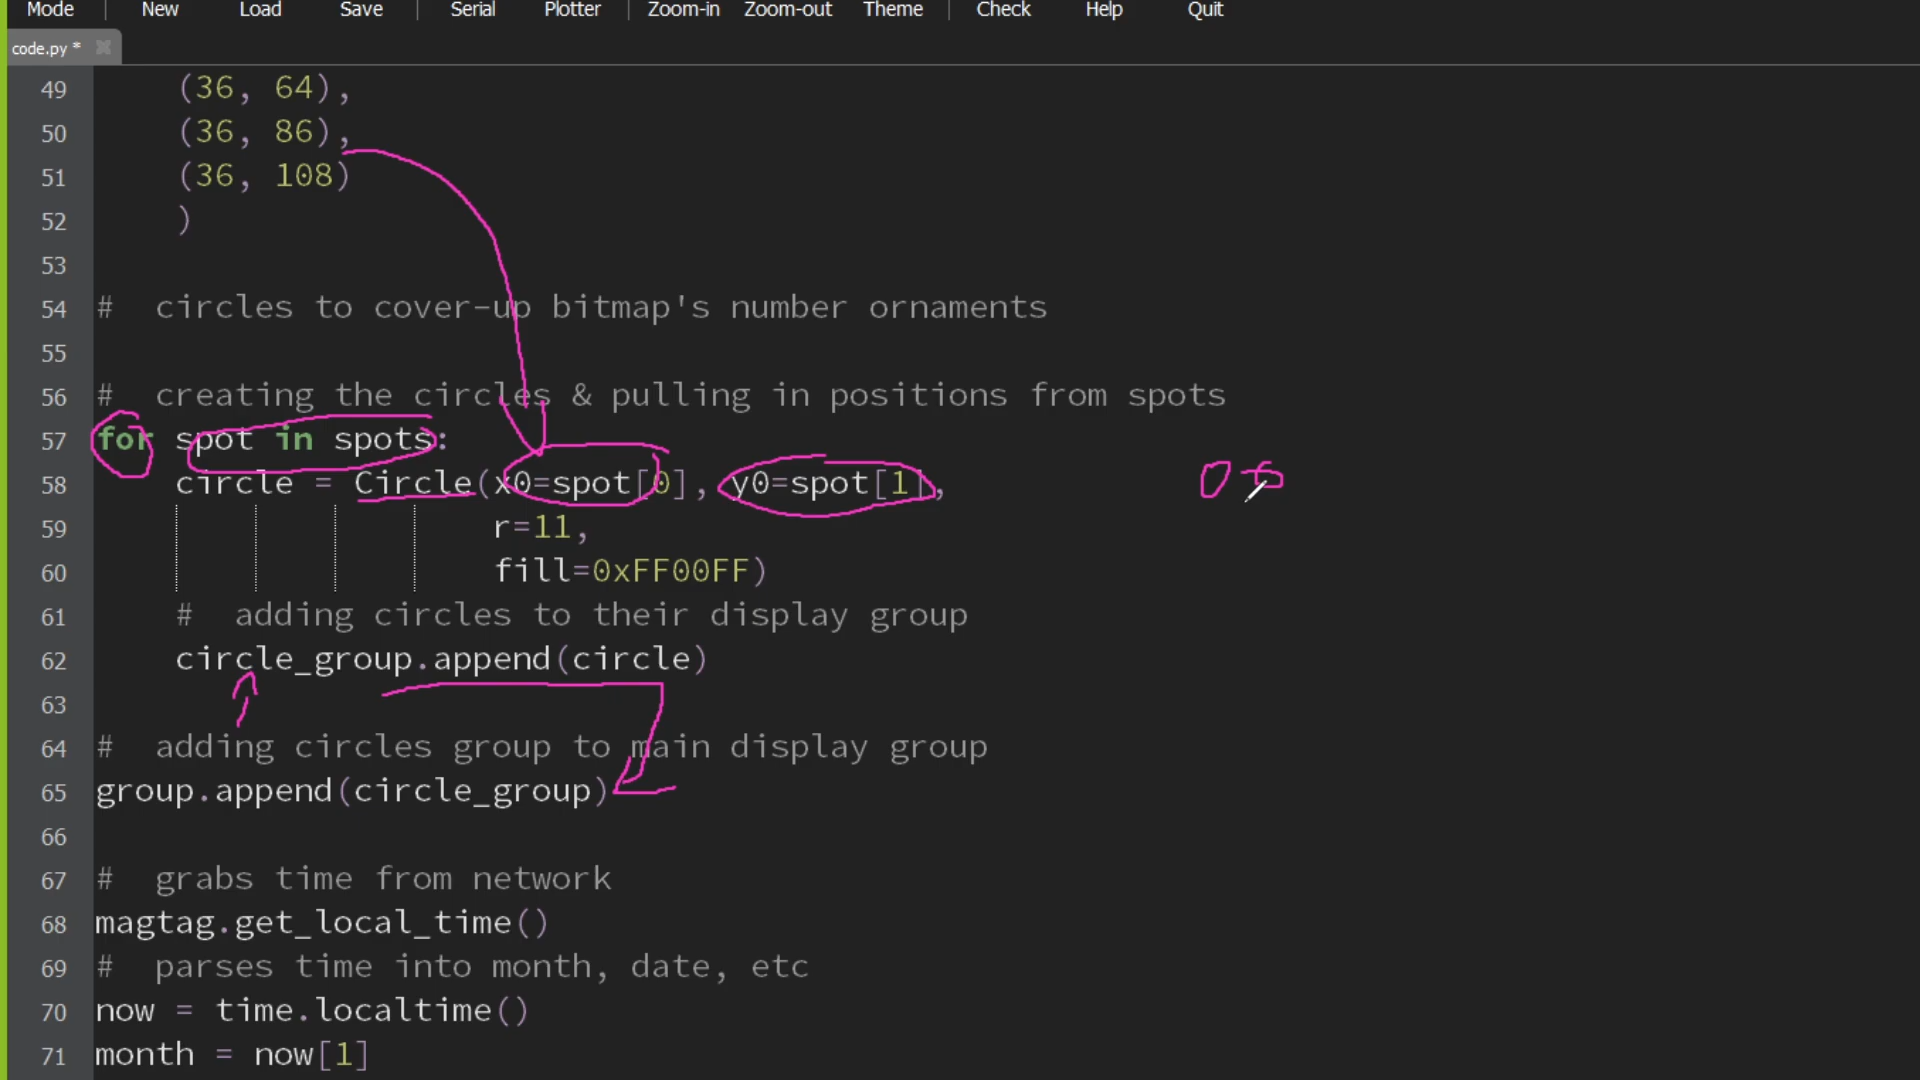 Mode New Load Save Serial Plotter Zoom-in Zoom-out Theme Check Help Quit
code.py *
49 (36, 64),
50 (36, 86),
51 (36, 108)
52 )
53
54 #  circles to cover-up bitmap's number ornaments
55
56 #  creating the circles & pulling in positions from spots
57 for spot in spots:
58 circle = Circle(x0=spot[0], y0=spot[1],
59 r=11,
60 fill=0xFF00FF)
61 #  adding circles to their display group
62 circle_group.append(circle)
63
64 #  adding circles group to main display group
65 group.append(circle_group)
66
67 #  grabs time from network
68 magtag.get_local_time()
69 #  parses time into month, date, etc
70 now = time.localtime()
71 month = now[1]